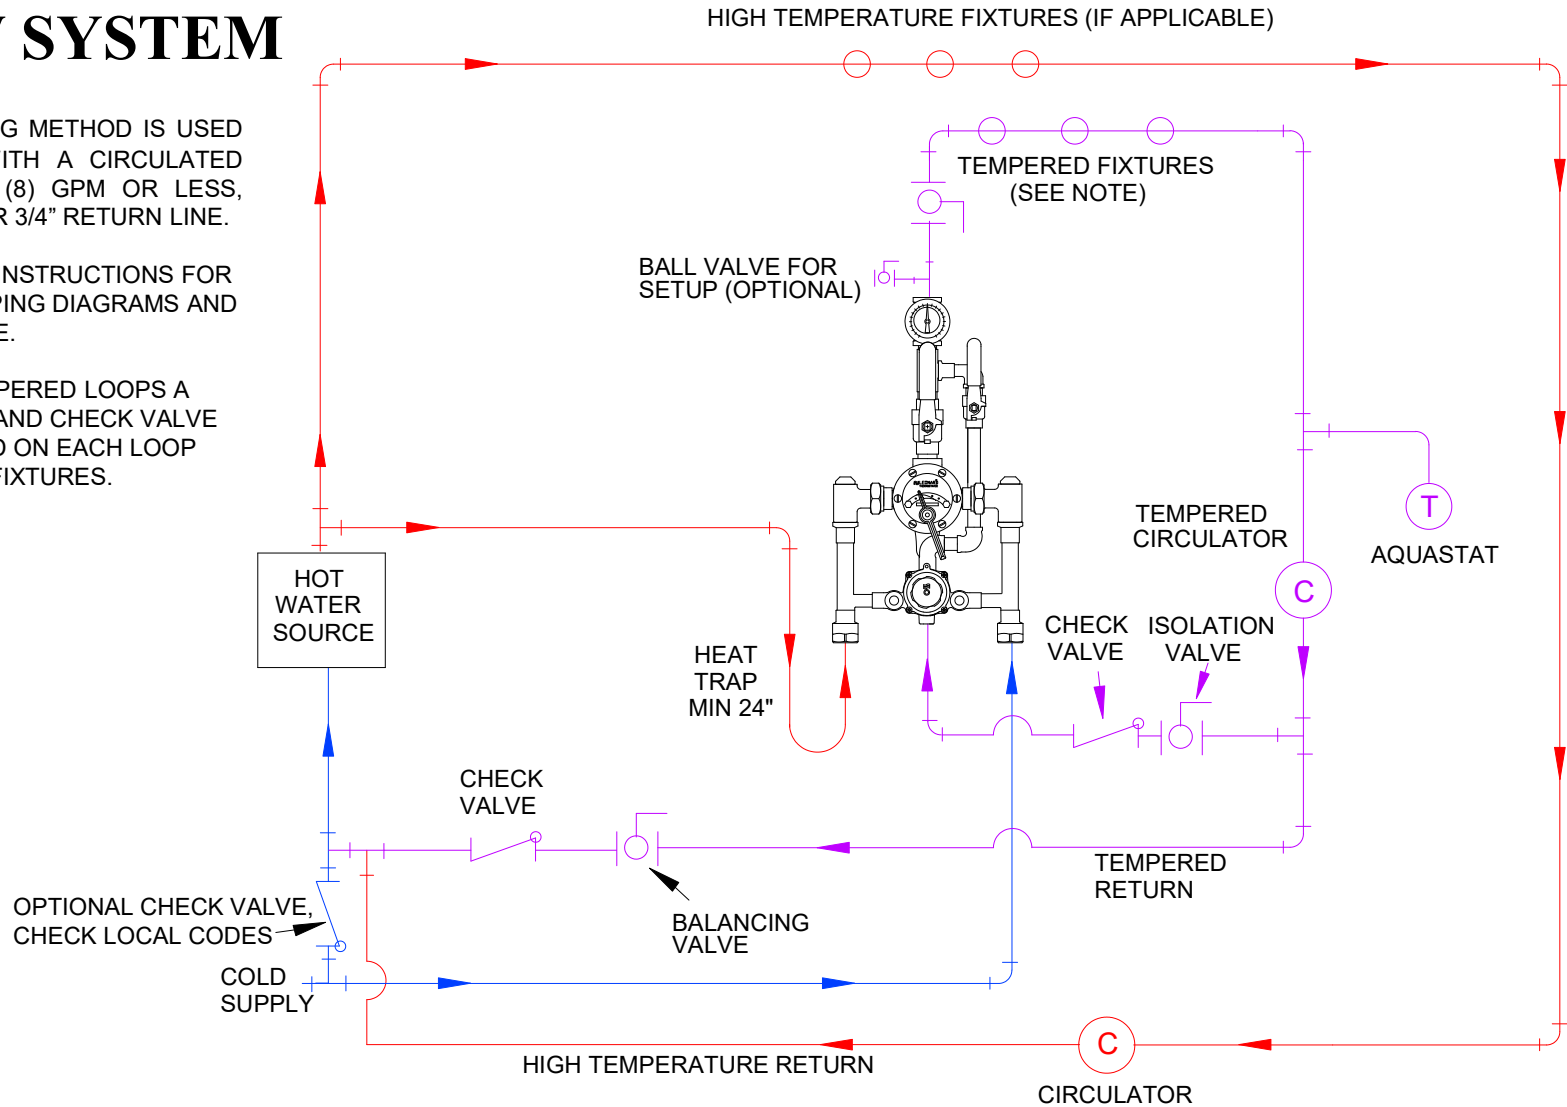 Y SYSTEM
HIGH TEMPERATURE FIXTURES (IF APPLICABLE)
G METHOD IS USED
ITH A CIRCULATED
(8) GPM OR LESS,
R 3/4” RETURN LINE.
NSTRUCTIONS FOR
PING DIAGRAMS AND
E.
PERED LOOPS A
AND CHECK VALVE
D ON EACH LOOP
FIXTURES.
TEMPERED FIXTURES
(SEE NOTE)
BALL VALVE FOR
SETUP (OPTIONAL)
T
AQUASTAT
TEMPERED
CIRCULATOR
C
HOT
WATER
SOURCE
HEAT
TRAP
MIN 24"
CHECK
VALVE
ISOLATION
VALVE
CHECK
VALVE
BALANCING
VALVE
TEMPERED
RETURN
OPTIONAL CHECK VALVE,
CHECK LOCAL CODES
COLD
SUPPLY
HIGH TEMPERATURE RETURN
C
CIRCULATOR